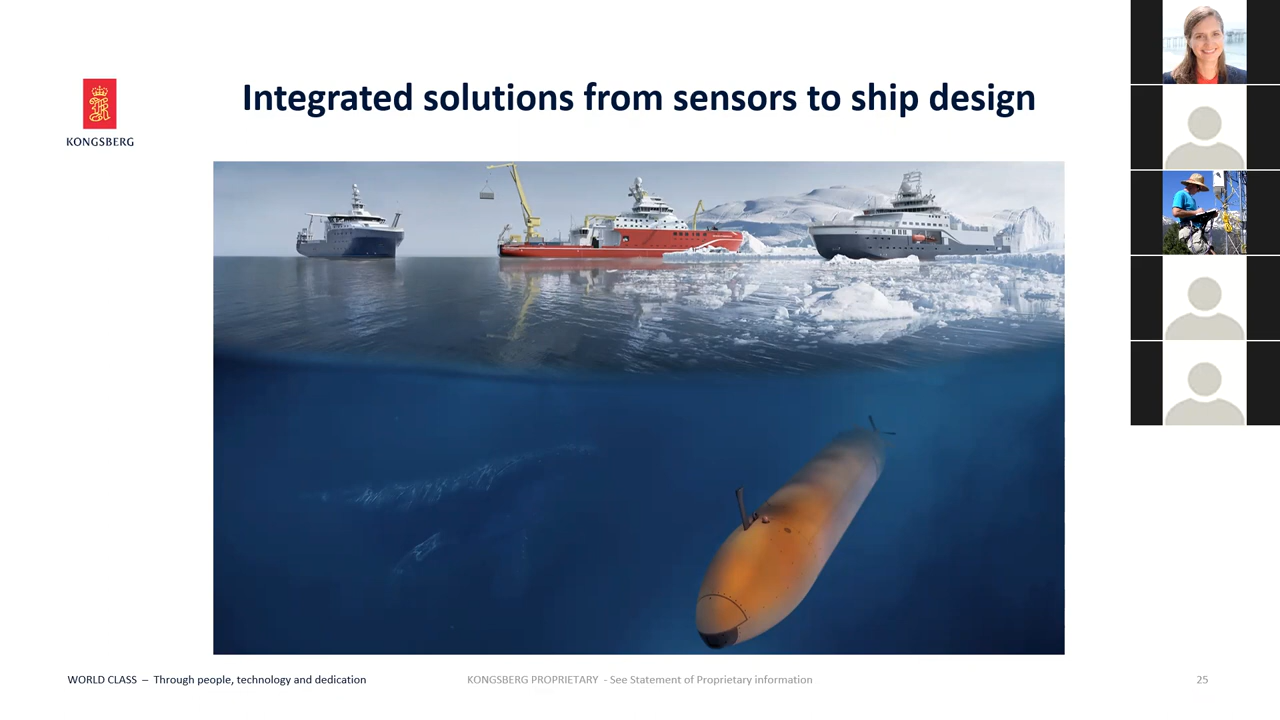 Integrated solutions from sensors to ship design
KONGSBERG
WORLD CLASS – Through people, technology and dedication
KONGSBERG PROPRIETARY - See Statement of Proprietary information
25